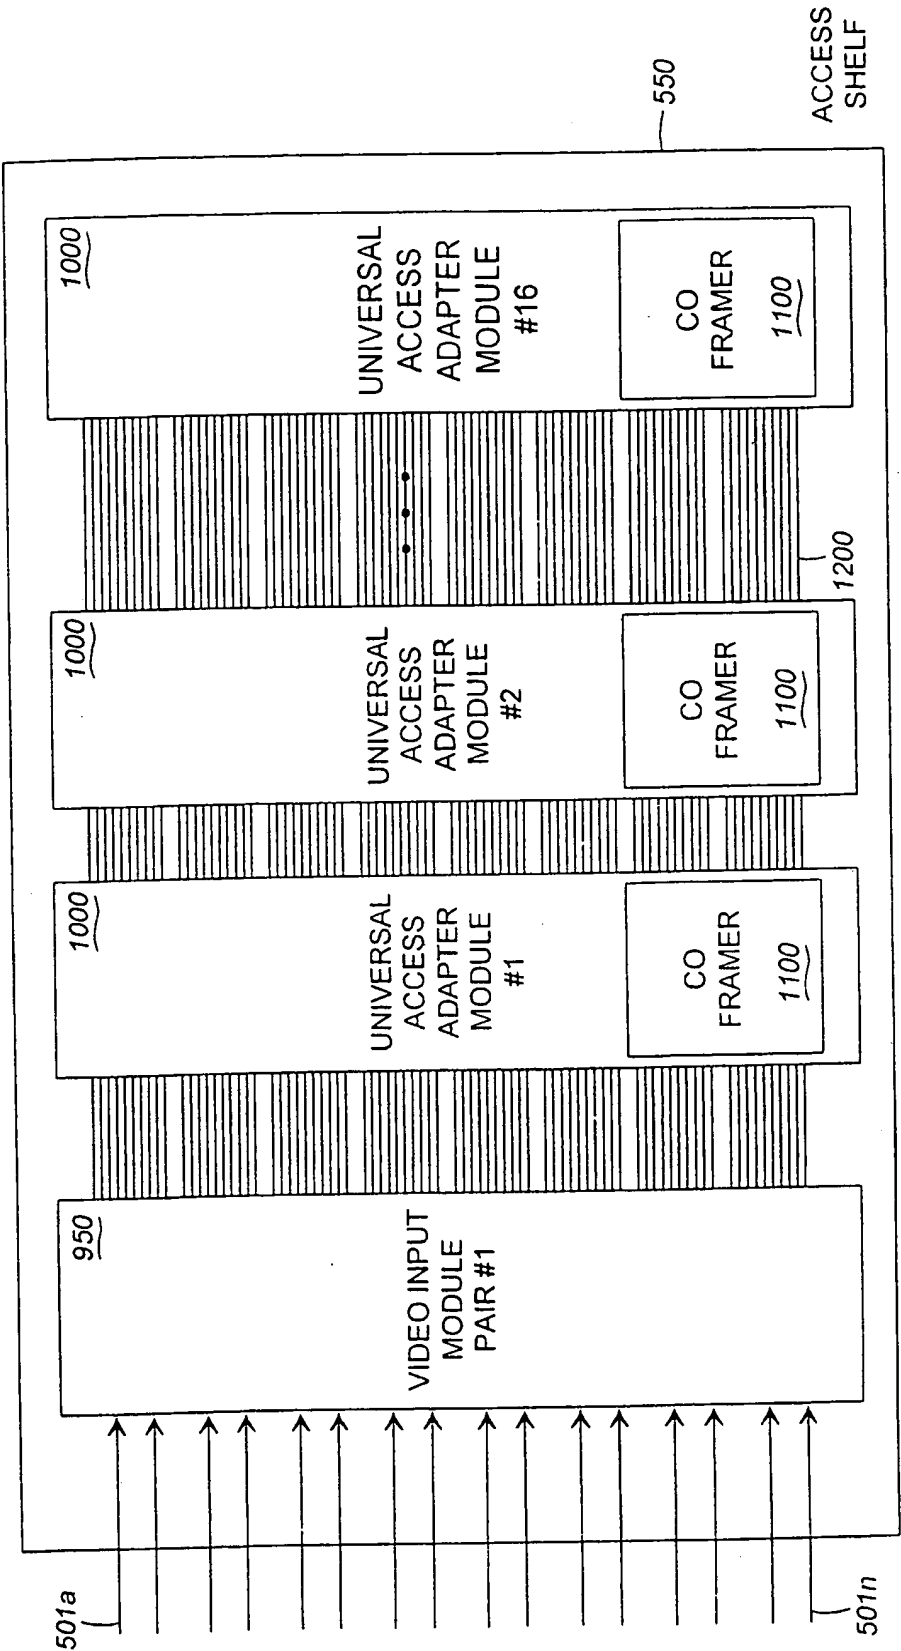 ACCESS
SHELF
550
1000
UNIVERSAL
ACCESS
ADAPTER
MODULE
#16
CO
FRAMER
1100
1200
1000
UNIVERSAL
ACCESS
ADAPTER
MODULE
#2
CO
FRAMER
1100
1000
UNIVERSAL
ACCESS
ADAPTER
MODULE
#1
CO
FRAMER
1100
950
VIDEO INPUT
MODULE
PAIR #1
501a
501n